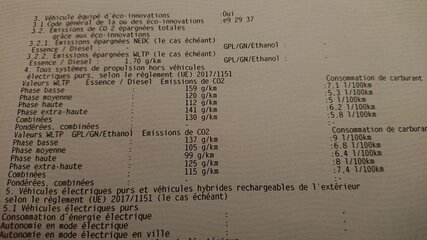 3. Véhicule équipé d'éco-innovations :Oui
3.1 Code général de la ou des éco-innovations :e9 29 37
3.2. Emissions de CO 2 épargnées totales
grâce aux éco-innovations
3.2.1. Emissions épargnées NEDC (le cas échéant)
Essence / Diesel : - GPL/GN/Ethanol : -
3.2.2. Emissions épargnées WLTP (le cas échéant)
Essence / Diesel : 1.70 g/km GPL/GN/Ethanol : -
4. Tous systèmes de propulsion hors véhicules
électriques purs, selon le règlement (UE) 2017/1151
Valeurs WLTP Essence / Diesel Emissions de CO2 Consommation de carburant
Phase basse : 159 g/km :7.1 l/100km
Phase moyenne : 120 g/km :5.3 l/100km
Phase haute : 112 g/km :5 l/100km
Phase extra-haute : 141 g/km :6.2 l/100km
Combinées : 130 g/km :5.8 l/100km
Pondérées, combinées : - : -
Valeurs WLTP GPL/GN/Ethanol Emissions de CO2 Consommation de carburant
Phase basse : 137 g/km :9 l/100km
Phase moyenne : 105 g/km :6.8 l/100km
Phase haute : 99 g/km :6.4 l/100km
Phase extra-haute : 125 g/km :8 l/100km
Combinées : 115 g/km :7.4 l/100km
Pondérées, combinées : - : -
5. Véhicules électriques purs et véhicules hybrides rechargeables de l'extérieur
selon le règlement (UE) 2017/1151 (le cas échéant)
5.1 Véhicules électriques purs
Consommation d'énergie électrique
Autonomie en mode électrique
Autonomie en mode électrique en ville